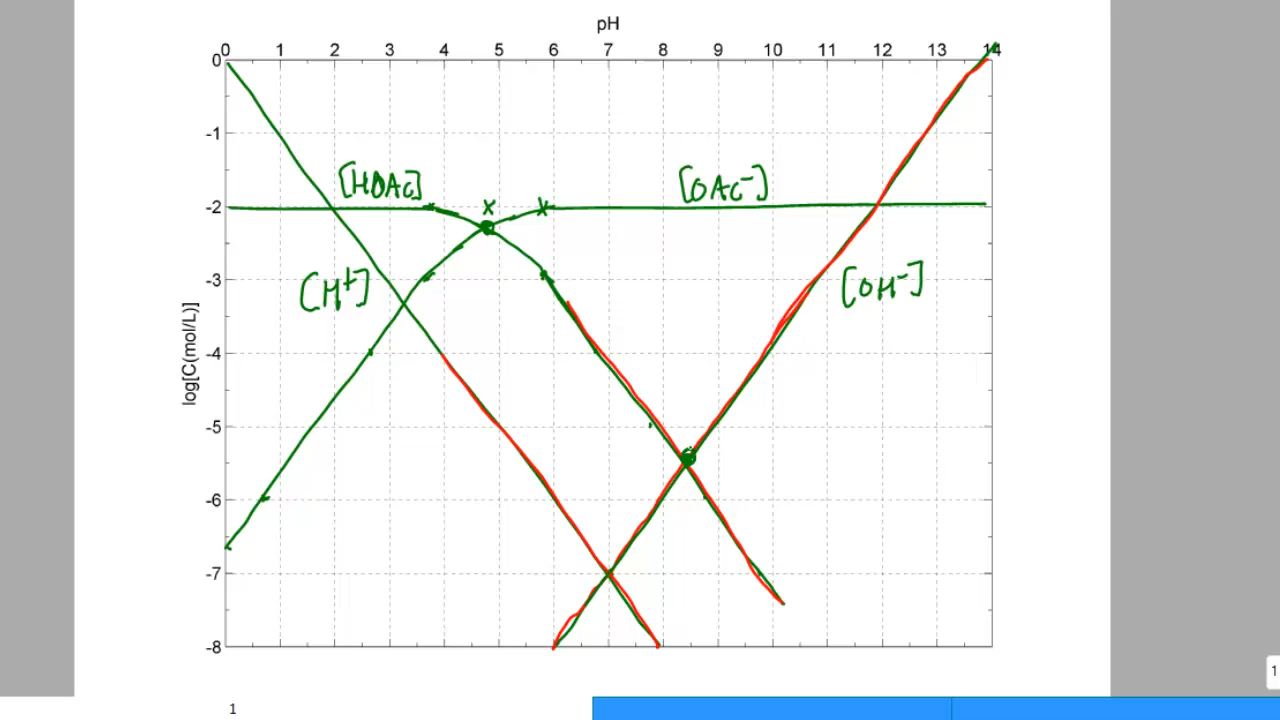 pH
0 1 2 3 4 5 6 7 8 9 10 11 12 13 14
0
-1
[HOAc] [OAc⁻]
-2
[H⁺] [OH⁻]
-3
log[C(mol/L)]
-4
-5
-6
-7
-8
1
1